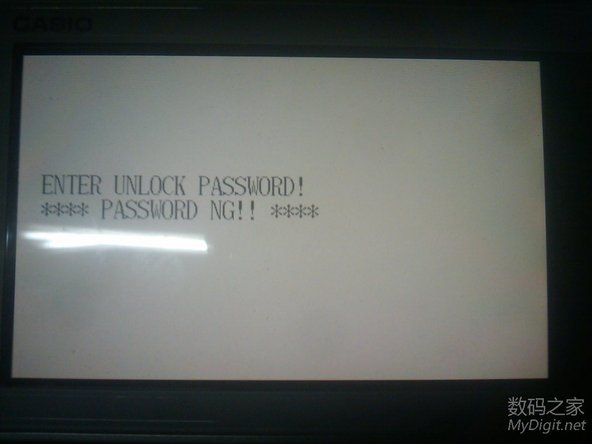 CASIO
ENTER UNLOCK PASSWORD!
**** PASSWORD NG!! ****
数码之家
MyDigit.net